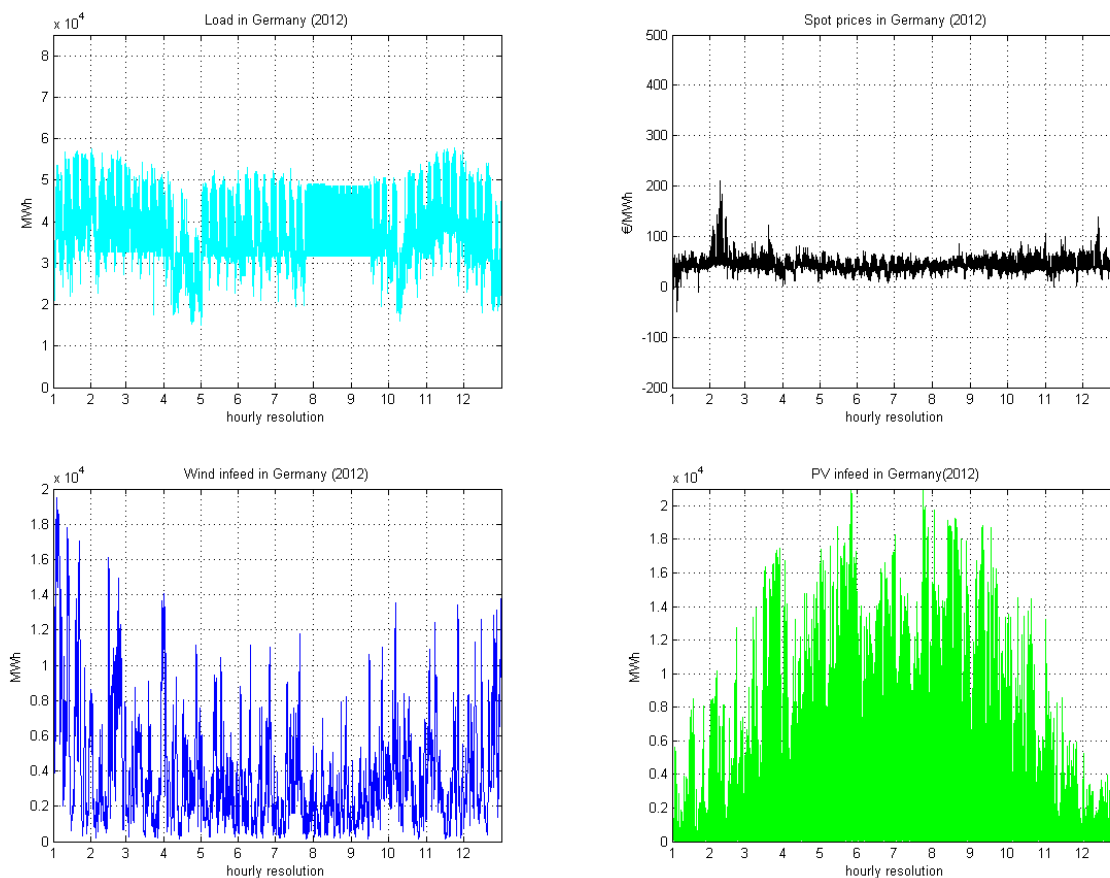 Load in Germany (2012)
x 10^4
8
7
6
5
4
3
2
1
0
MWh
1 2 3 4 5 6 7 8 9 10 11 12
hourly resolution
Spot prices in Germany (2012)
500
400
300
200
100
0
-100
-200
€/MWh
1 2 3 4 5 6 7 8 9 10 11 12
hourly resolution
Wind infeed in Germany (2012)
x 10^4
2
1.8
1.6
1.4
1.2
1
0.8
0.6
0.4
0.2
0
MWh
1 2 3 4 5 6 7 8 9 10 11 12
hourly resolution
PV infeed in Germany(2012)
x 10^4
2
1.8
1.6
1.4
1.2
1
0.8
0.6
0.4
0.2
0
MWh
1 2 3 4 5 6 7 8 9 10 11 12
hourly resolution